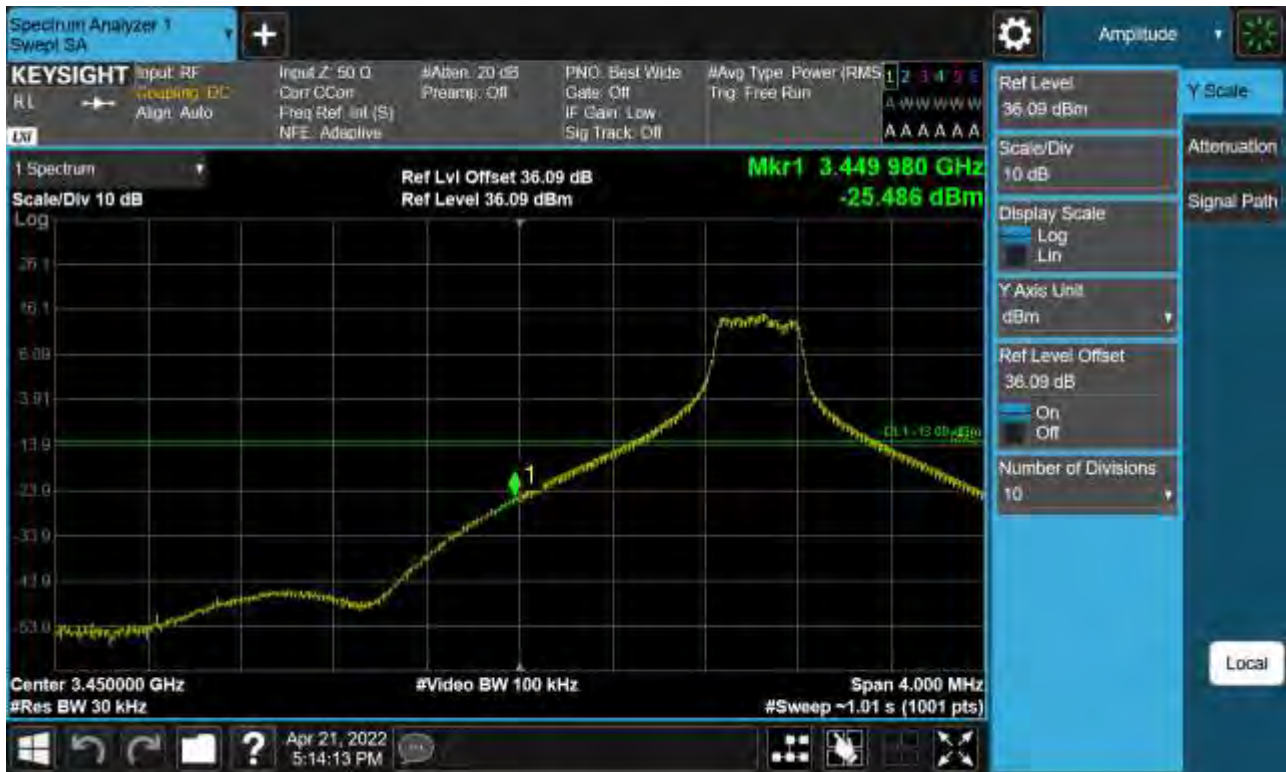 Spectrum Analyzer 1
Swept SA
Amplitude
KEYSIGHT
RL
LXI
Input: RF
Coupling: DC
Align: Auto
Input Z: 50 Ω
Corr CCorr
Freq Ref: Int (S)
NFE: Adaptive
#Atten: 20 dB
Preamp: Off
PNO: Best Wide
Gate: Off
IF Gain: Low
Sig Track: Off
#Avg Type: Power (RMS
Trig: Free Run
1 2 3 4 5 6
A W W W W W
A A A A A A
1 Spectrum
Scale/Div 10 dB
Log
Ref Lvl Offset 36.09 dB
Ref Level 36.09 dBm
Mkr1 3.449 980 GHz
-25.486 dBm
26.1
16.1
6.09
-3.91
-13.9
-23.9
-33.9
-43.9
-53.9
DL1 -13.00 dBm
1
Center 3.450000 GHz
#Res BW 30 kHz
#Video BW 100 kHz
Span 4.000 MHz
#Sweep ~1.01 s (1001 pts)
Ref Level
36.09 dBm
Scale/Div
10 dB
Display Scale
Log
Lin
Y Axis Unit
dBm
Ref Level Offset
36.09 dB
On
Off
Number of Divisions
10
Y Scale
Attenuation
Signal Path
Local
?
Apr 21, 2022
5:14:13 PM